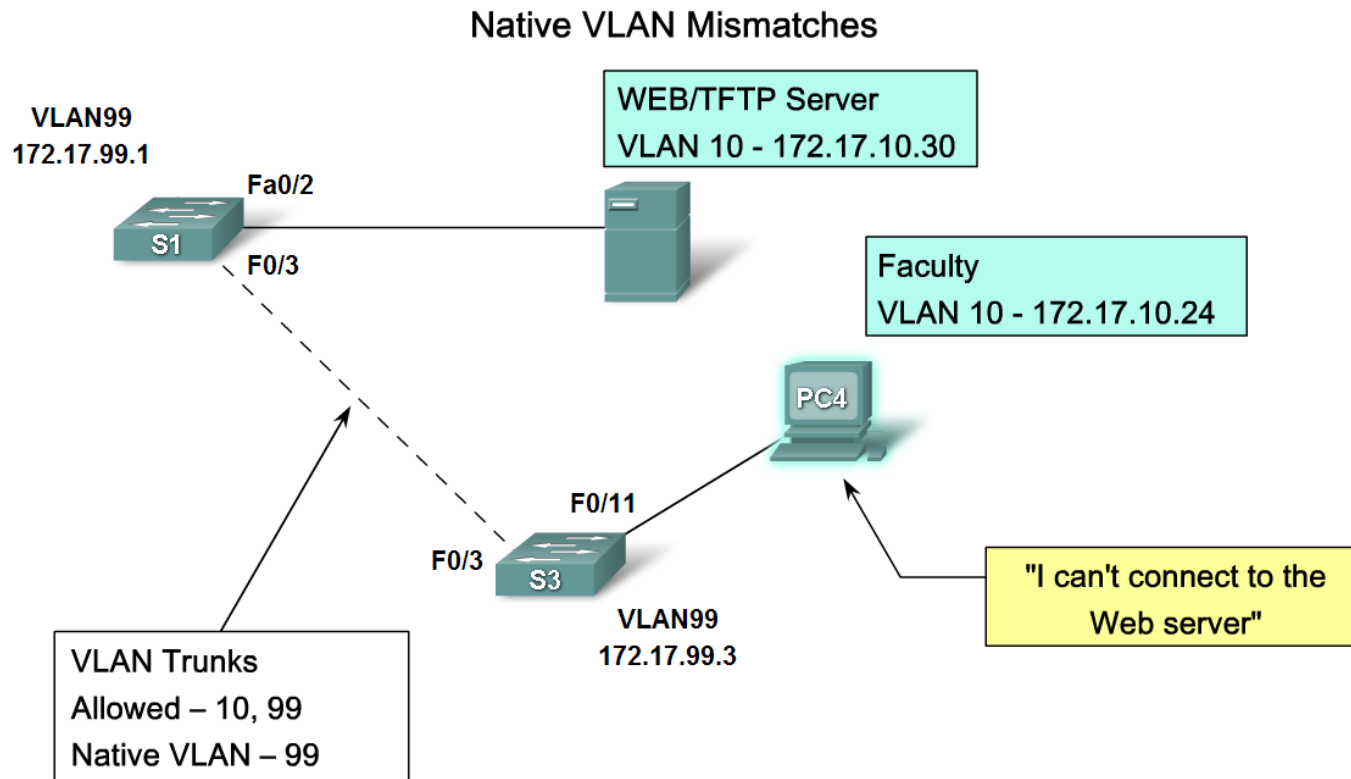 Native VLAN Mismatches
VLAN99
172.17.99.1
WEB/TFTP Server
VLAN 10 - 172.17.10.30
Fa0/2
S1
F0/3
Faculty
VLAN 10 - 172.17.10.24
PC4
F0/11
F0/3
S3
VLAN99
172.17.99.3
"I can't connect to the
Web server"
VLAN Trunks
Allowed – 10, 99
Native VLAN – 99